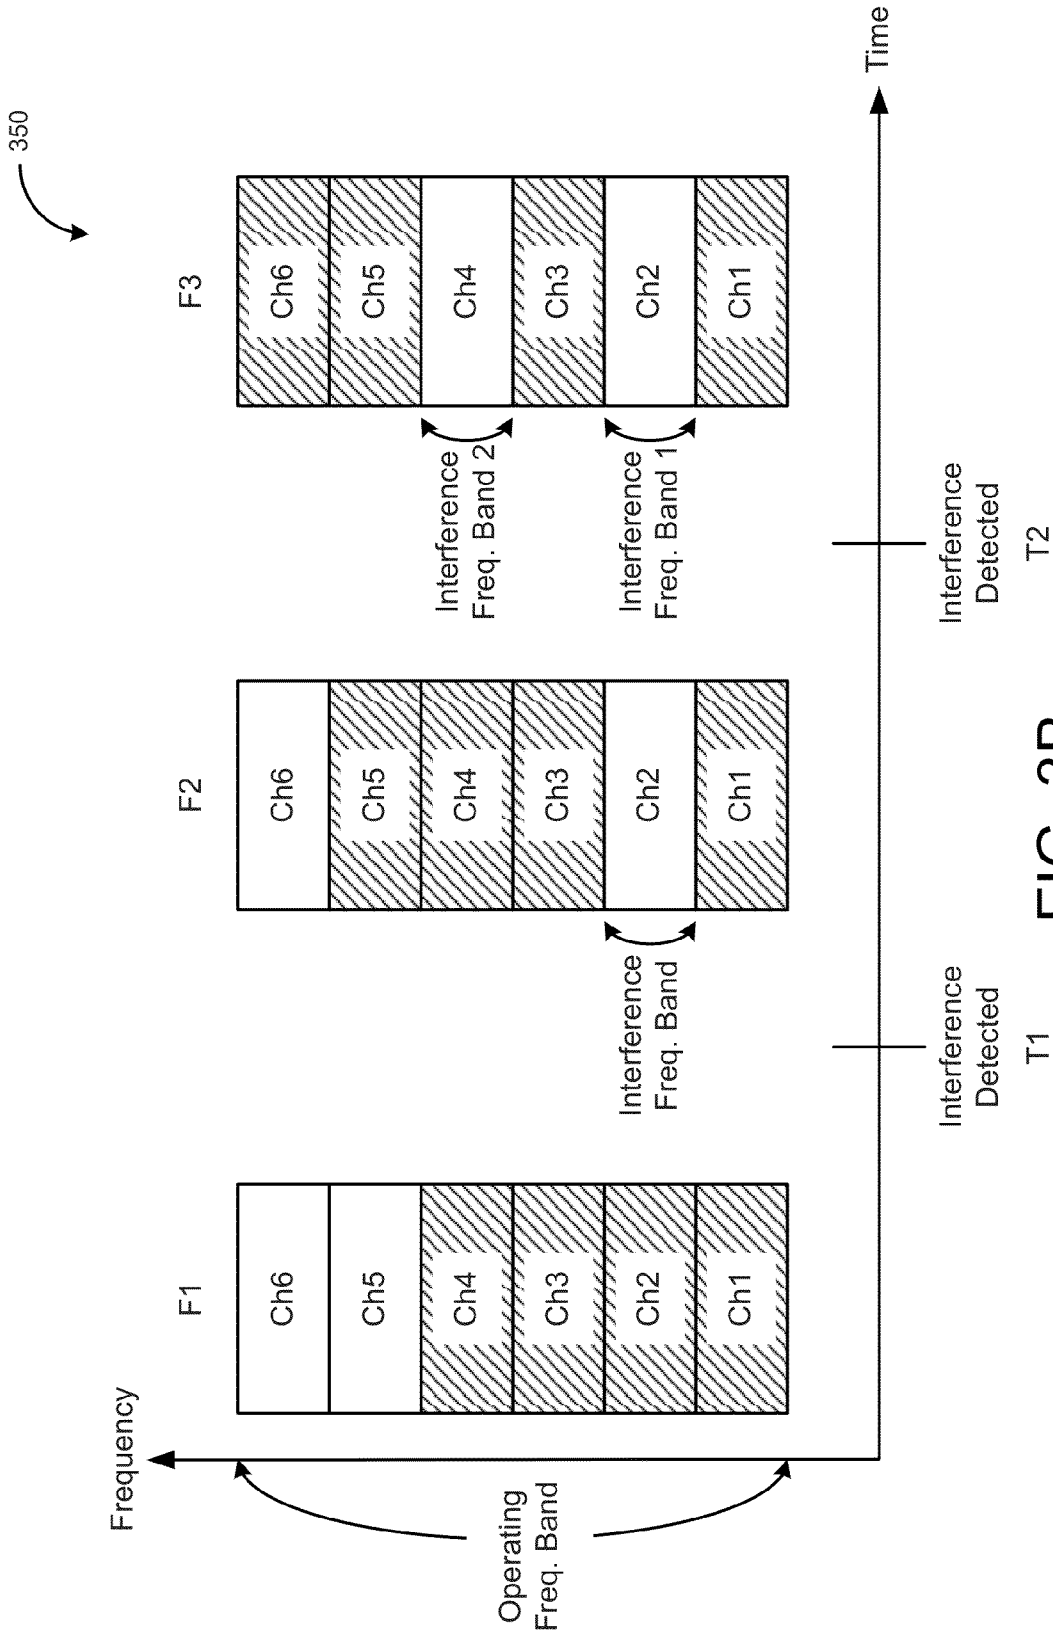 350
Frequency
F1
F2
F3
Operating
Freq. Band
Ch6
Ch5
Ch4
Ch3
Ch2
Ch1
Interference
Freq. Band
Ch6
Ch5
Ch4
Ch3
Ch2
Ch1
Interference
Freq. Band 2
Interference
Freq. Band 1
Ch6
Ch5
Ch4
Ch3
Ch2
Ch1
Time
Interference
Detected
T1
Interference
Detected
T2
FIG.